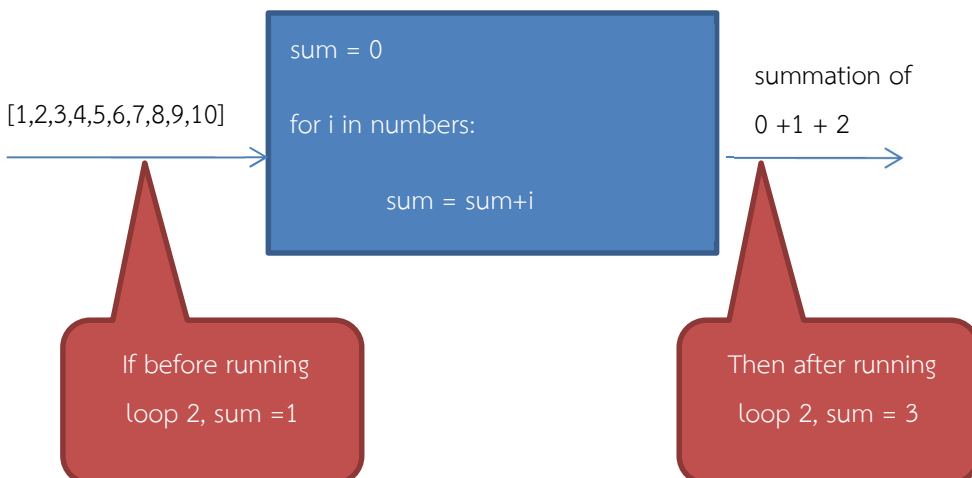 [1,2,3,4,5,6,7,8,9,10]
sum = 0
for i in numbers:
sum = sum+i
summation of
0 +1 + 2
If before running
loop 2, sum =1
Then after running
loop 2, sum = 3